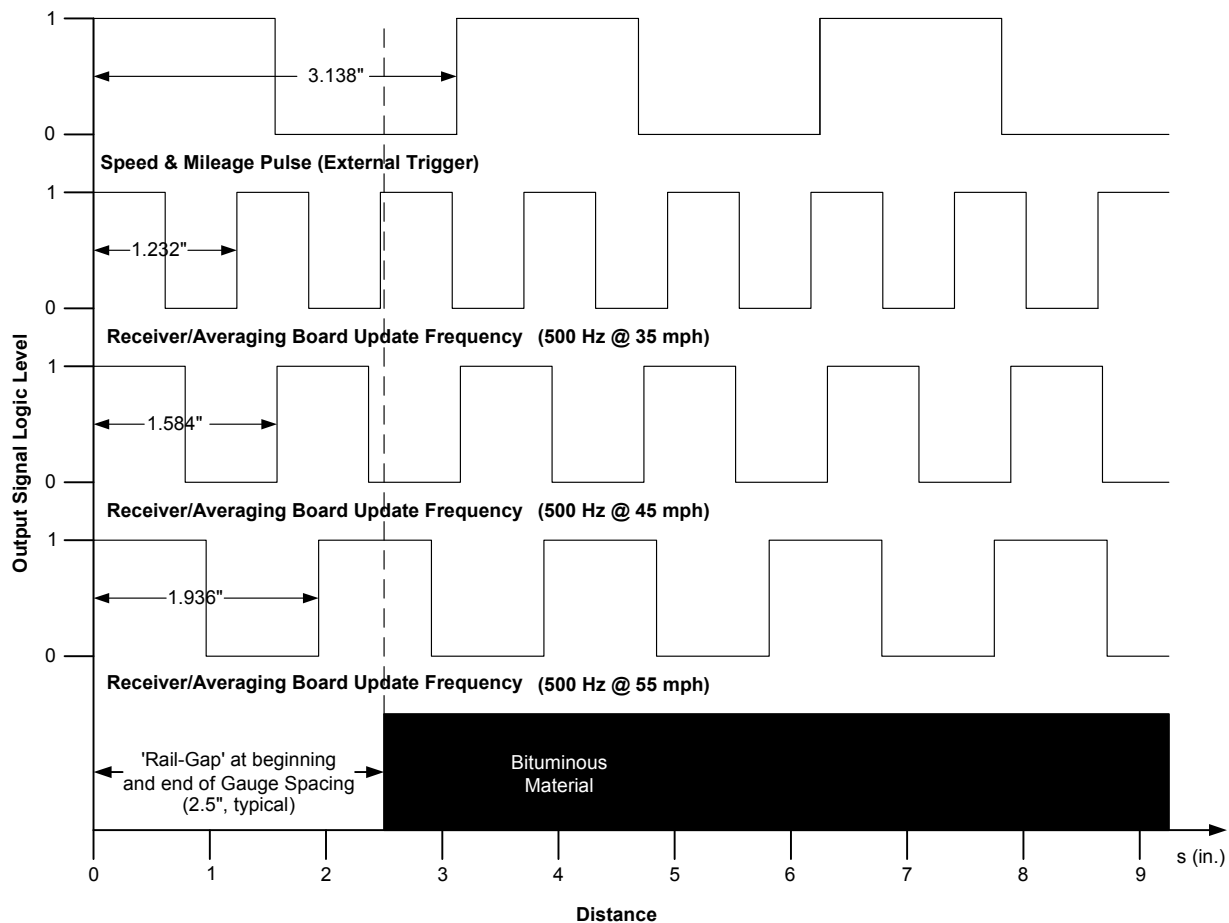 1
3.138"
0
Speed & Mileage Pulse (External Trigger)
1
1.232"
0
Receiver/Averaging Board Update Frequency (500 Hz @ 35 mph)
1
1.584"
0
Receiver/Averaging Board Update Frequency (500 Hz @ 45 mph)
1
1.936"
0
Receiver/Averaging Board Update Frequency (500 Hz @ 55 mph)
Output Signal Logic Level
'Rail-Gap' at beginning
and end of Gauge Spacing
(2.5", typical)
Bituminous
Material
0 1 2 3 4 5 6 7 8 9
s (in.)
Distance